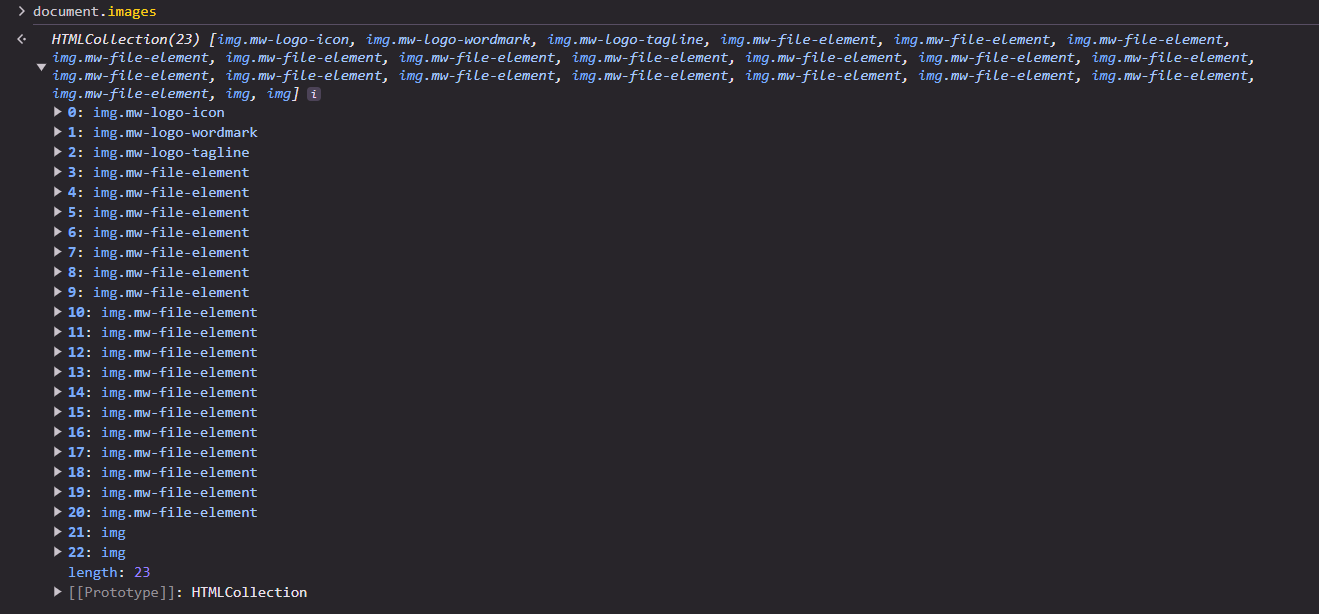 > document.images
HTMLCollection(23) [img.mw-logo-icon, img.mw-logo-wordmark, img.mw-logo-tagline, img.mw-file-element, img.mw-file-element, img.mw-file-element,
img.mw-file-element, img.mw-file-element, img.mw-file-element, img.mw-file-element, img.mw-file-element, img.mw-file-element, img.mw-file-element,
img.mw-file-element, img.mw-file-element, img.mw-file-element, img.mw-file-element, img.mw-file-element, img.mw-file-element, img.mw-file-element,
img.mw-file-element, img, img] i
0: img.mw-logo-icon
1: img.mw-logo-wordmark
2: img.mw-logo-tagline
3: img.mw-file-element
4: img.mw-file-element
5: img.mw-file-element
6: img.mw-file-element
7: img.mw-file-element
8: img.mw-file-element
9: img.mw-file-element
10: img.mw-file-element
11: img.mw-file-element
12: img.mw-file-element
13: img.mw-file-element
14: img.mw-file-element
15: img.mw-file-element
16: img.mw-file-element
17: img.mw-file-element
18: img.mw-file-element
19: img.mw-file-element
20: img.mw-file-element
21: img
22: img
length: 23
[[Prototype]]: HTMLCollection